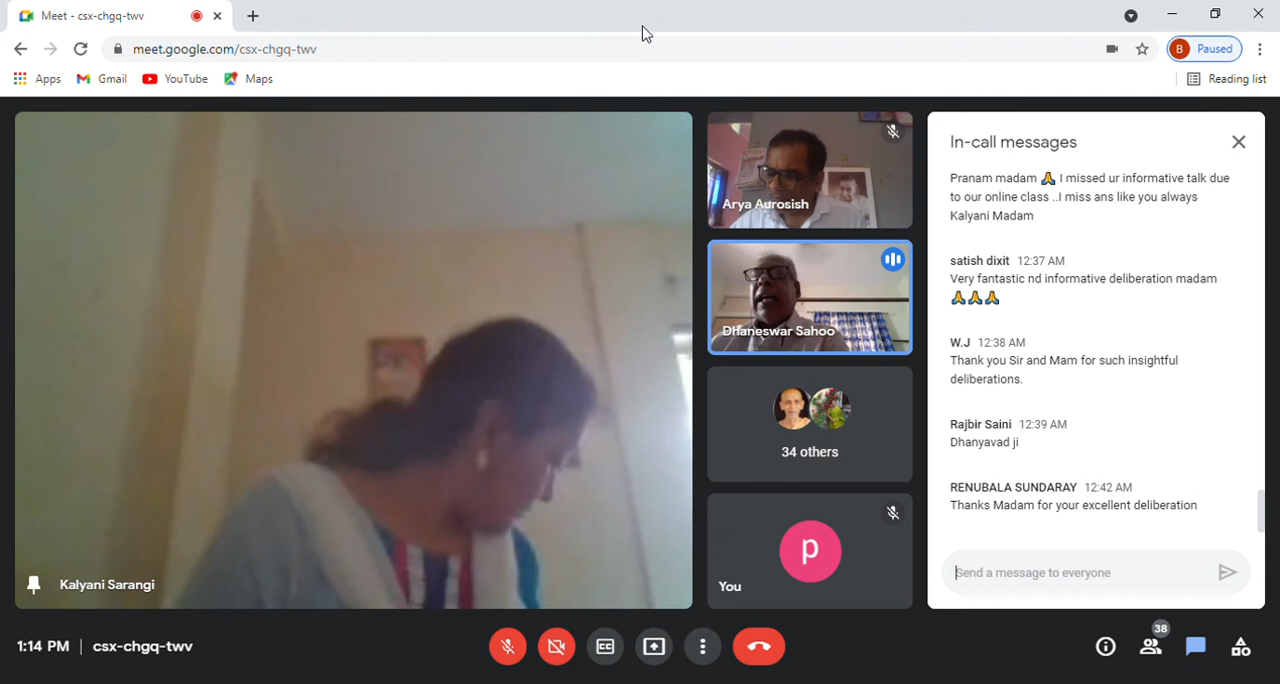 Meet - csx-chgq-twv
meet.google.com/csx-chgq-twv
B Paused
Apps Gmail YouTube Maps Reading list
Kalyani Sarangi
Arya Aurosish
Dhaneswar Sahoo
34 others
p
You
In-call messages
Pranam madam 🙏 I missed ur informative talk due
to our online class ..I miss ans like you always
Kalyani Madam
satish dixit 12:37 AM
Very fantastic nd informative deliberation madam
🙏🙏🙏
W.J 12:38 AM
Thank you Sir and Mam for such insightful
deliberations.
Rajbir Saini 12:39 AM
Dhanyavad ji
RENUBALA SUNDARAY 12:42 AM
Thanks Madam for your excellent deliberation
Send a message to everyone
1:14 PM | csx-chgq-twv
CC
38